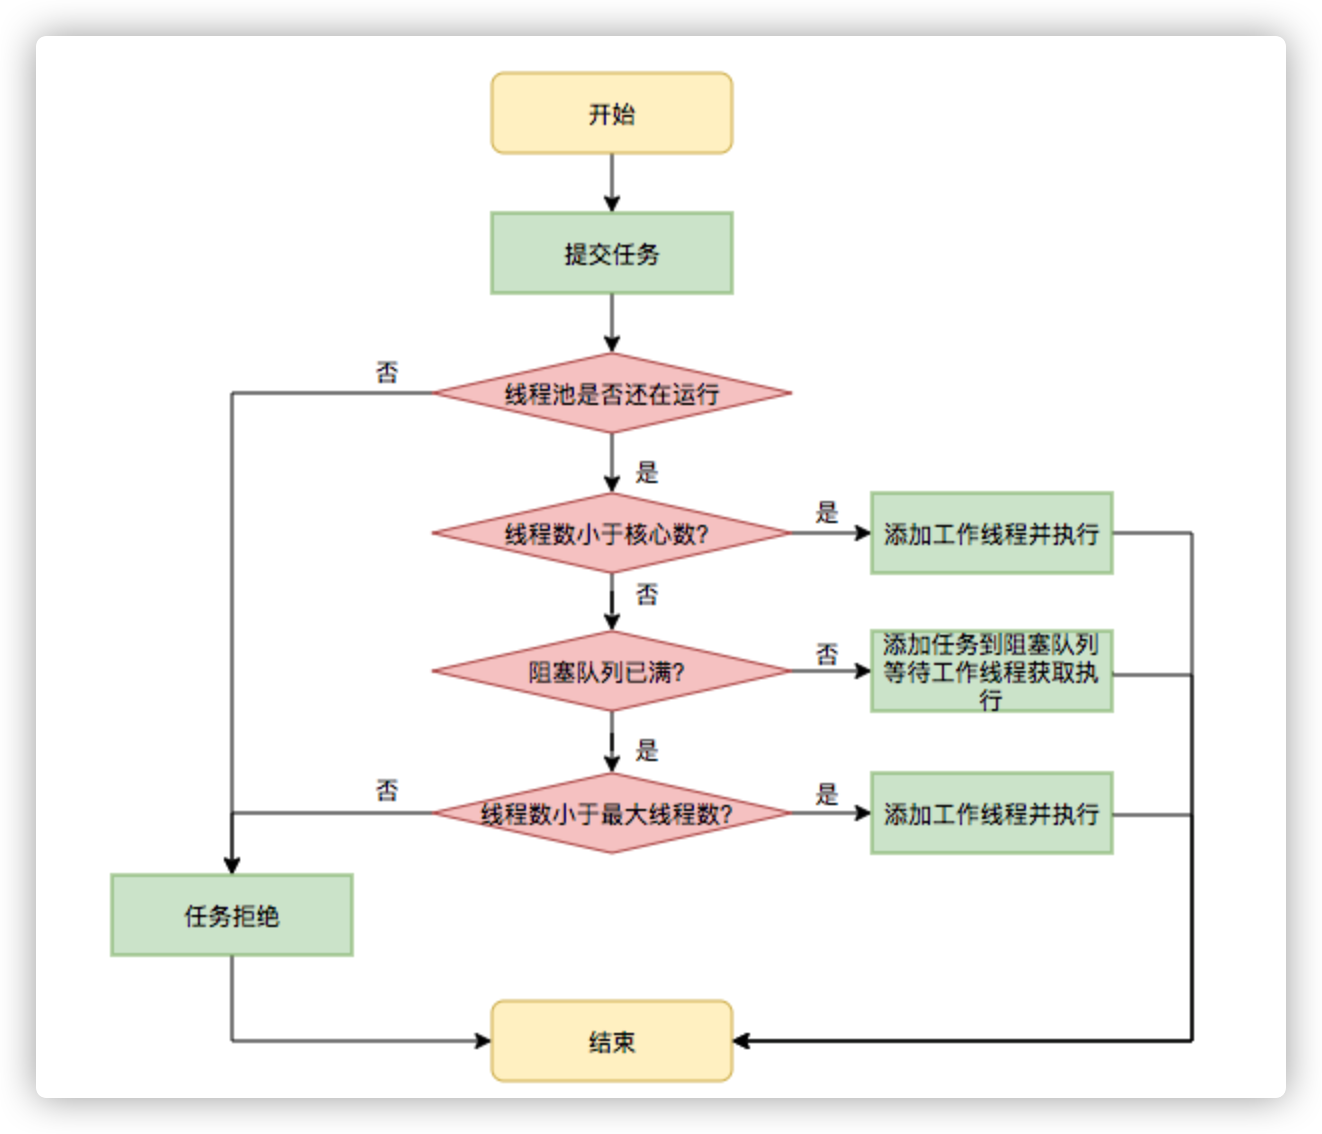 开始
提交任务
否
线程池是否还在运行
是
线程数小于核心数?
是
添加工作线程并执行
否
阻塞队列已满?
否
添加任务到阻塞队列
等待工作线程获取执
行
是
否
线程数小于最大线程数?
是
添加工作线程并执行
任务拒绝
结束